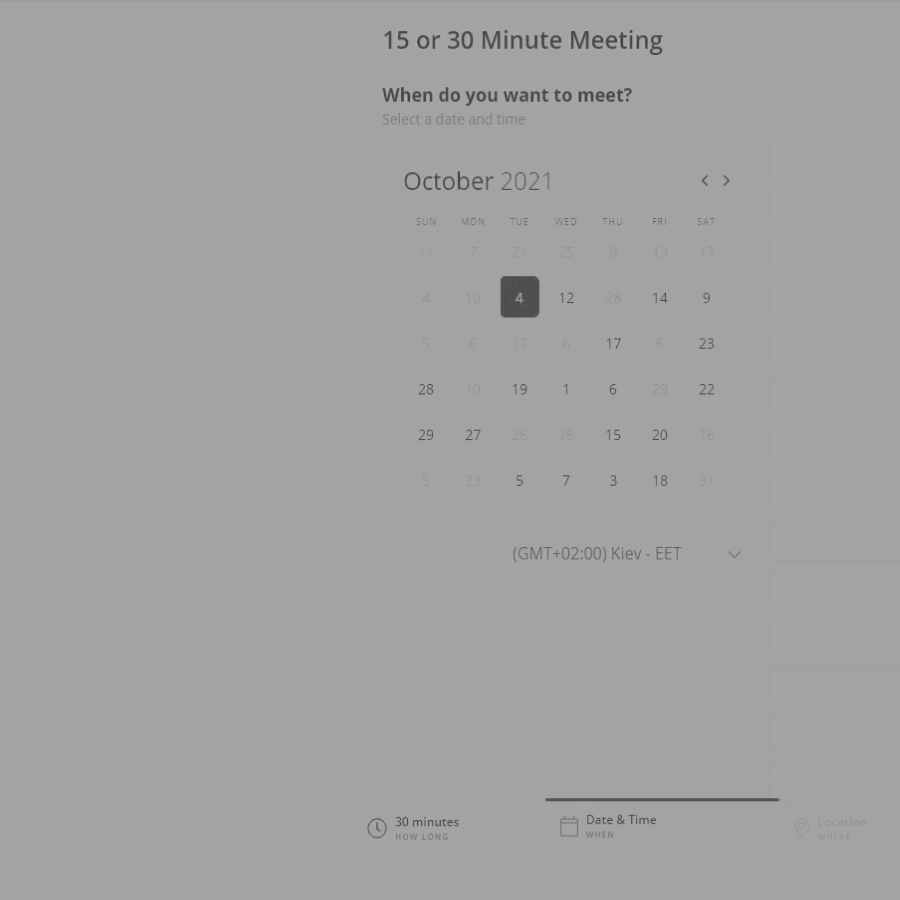 15 or 30 Minute Meeting
When do you want to meet?
Select a date and time
October 2021
SUN MON TUE WED THU FRI SAT
11 7 21 25 9 13 17
4 10 4 12 28 14 9
5 6 17 6 17 6 23
28 10 19 1 6 29 22
29 27 26 26 15 20 16
5 23 5 7 3 18 31
(GMT+02:00) Kiev - EET
30 minutes
HOW LONG
Date & Time
WHEN
Location
WHERE